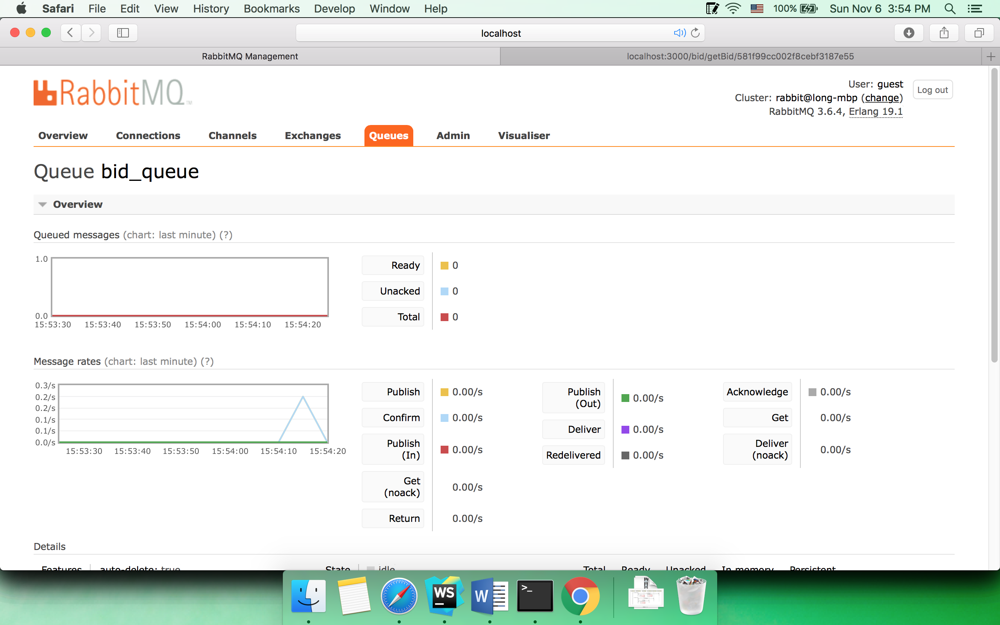 Safari File Edit View History Bookmarks Develop Window Help 100% Sun Nov 6 3:54 PM
localhost
RabbitMQ Management localhost:3000/bid/getBid/581f99cc002f8cebf3187e55
RabbitMQ™
User: guest
Log out
Cluster: rabbit@long-mbp (change)
RabbitMQ 3.6.4, Erlang 19.1
Overview Connections Channels Exchanges Queues Admin Visualiser
Queue bid_queue
Overview
Queued messages (chart: last minute) (?)
1.0
0.0
15:53:30 15:53:40 15:53:50 15:54:00 15:54:10 15:54:20
Ready 0
Unacked 0
Total 0
Message rates (chart: last minute) (?)
0.3/s
0.2/s
0.2/s
0.1/s
0.1/s
0.0/s
15:53:30 15:53:40 15:53:50 15:54:00 15:54:10 15:54:20
Publish 0.00/s
Confirm 0.00/s
Publish
(In) 0.00/s
Get
(noack) 0.00/s
Return 0.00/s
Publish
(Out) 0.00/s
Deliver 0.00/s
Redelivered 0.00/s
Acknowledge 0.00/s
Get 0.00/s
Deliver
(noack) 0.00/s
Details
Features auto-delete: true State idle Total Ready Unacked In memory Persistent
WS
W
>_